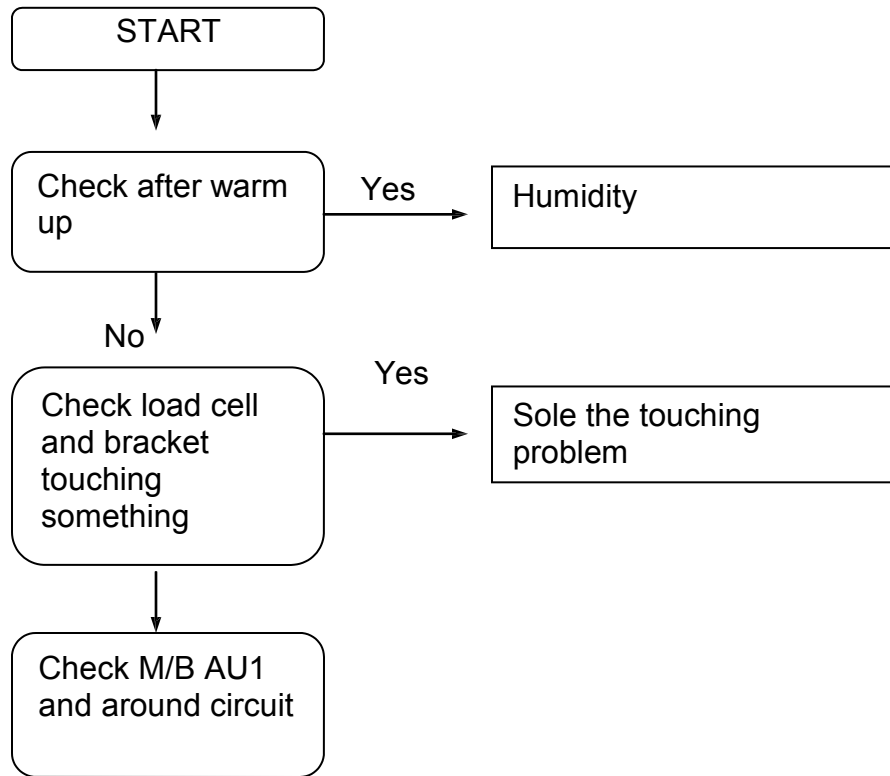 START
Check after warm
up
Yes
Humidity
No
Yes
Check load cell
and bracket
touching
something
Sole the touching
problem
Check M/B AU1
and around circuit